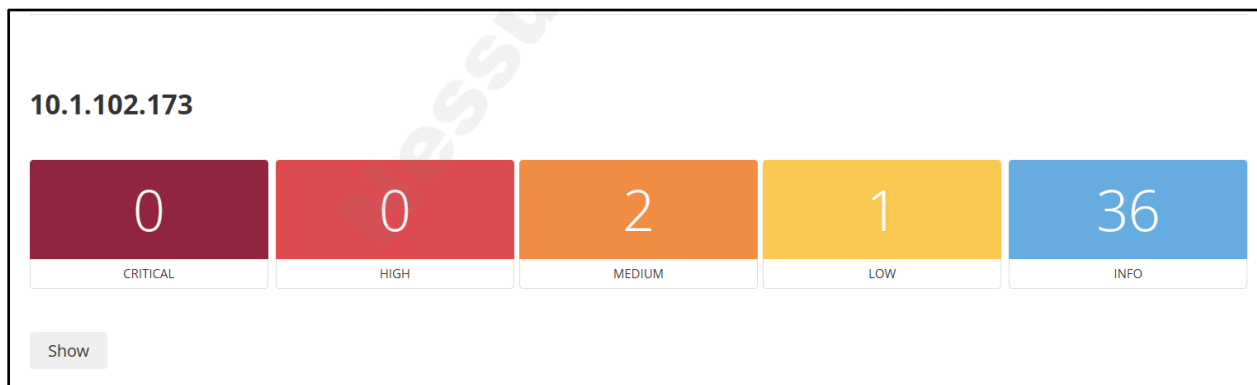 10.1.102.173
0
0
2
1
36
CRITICAL
HIGH
MEDIUM
LOW
INFO
Show